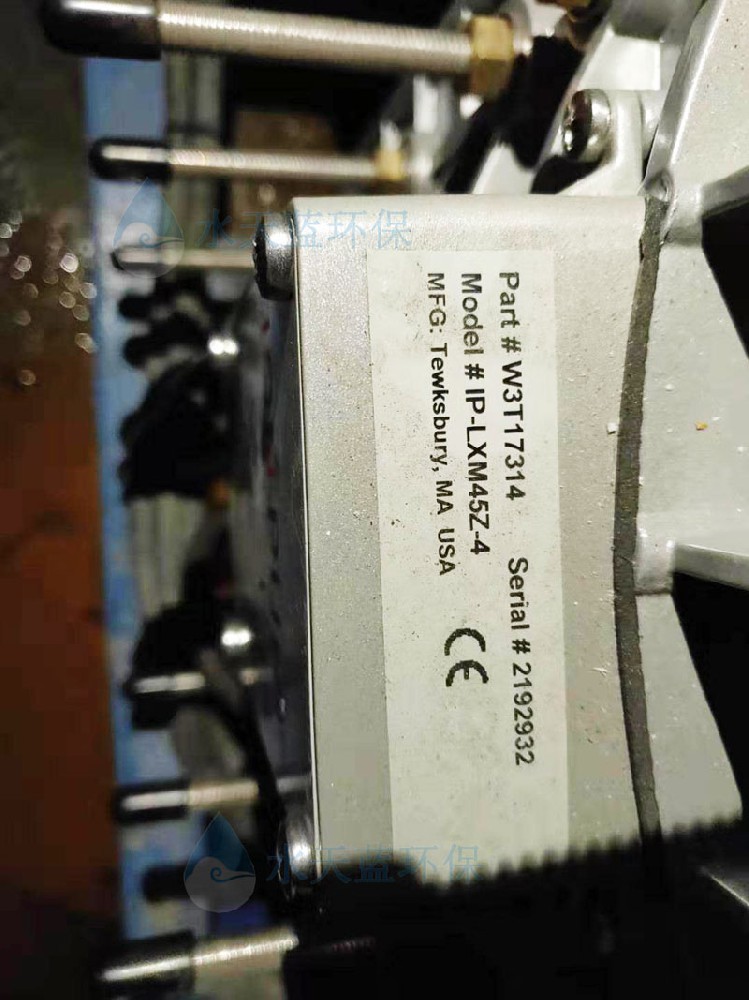 Part # W3T17314 Serial # 2192932
Model # IP-LXM45Z-4
MFG: Tewksbury, MA USA CE
水天蓝环保
水天蓝环保